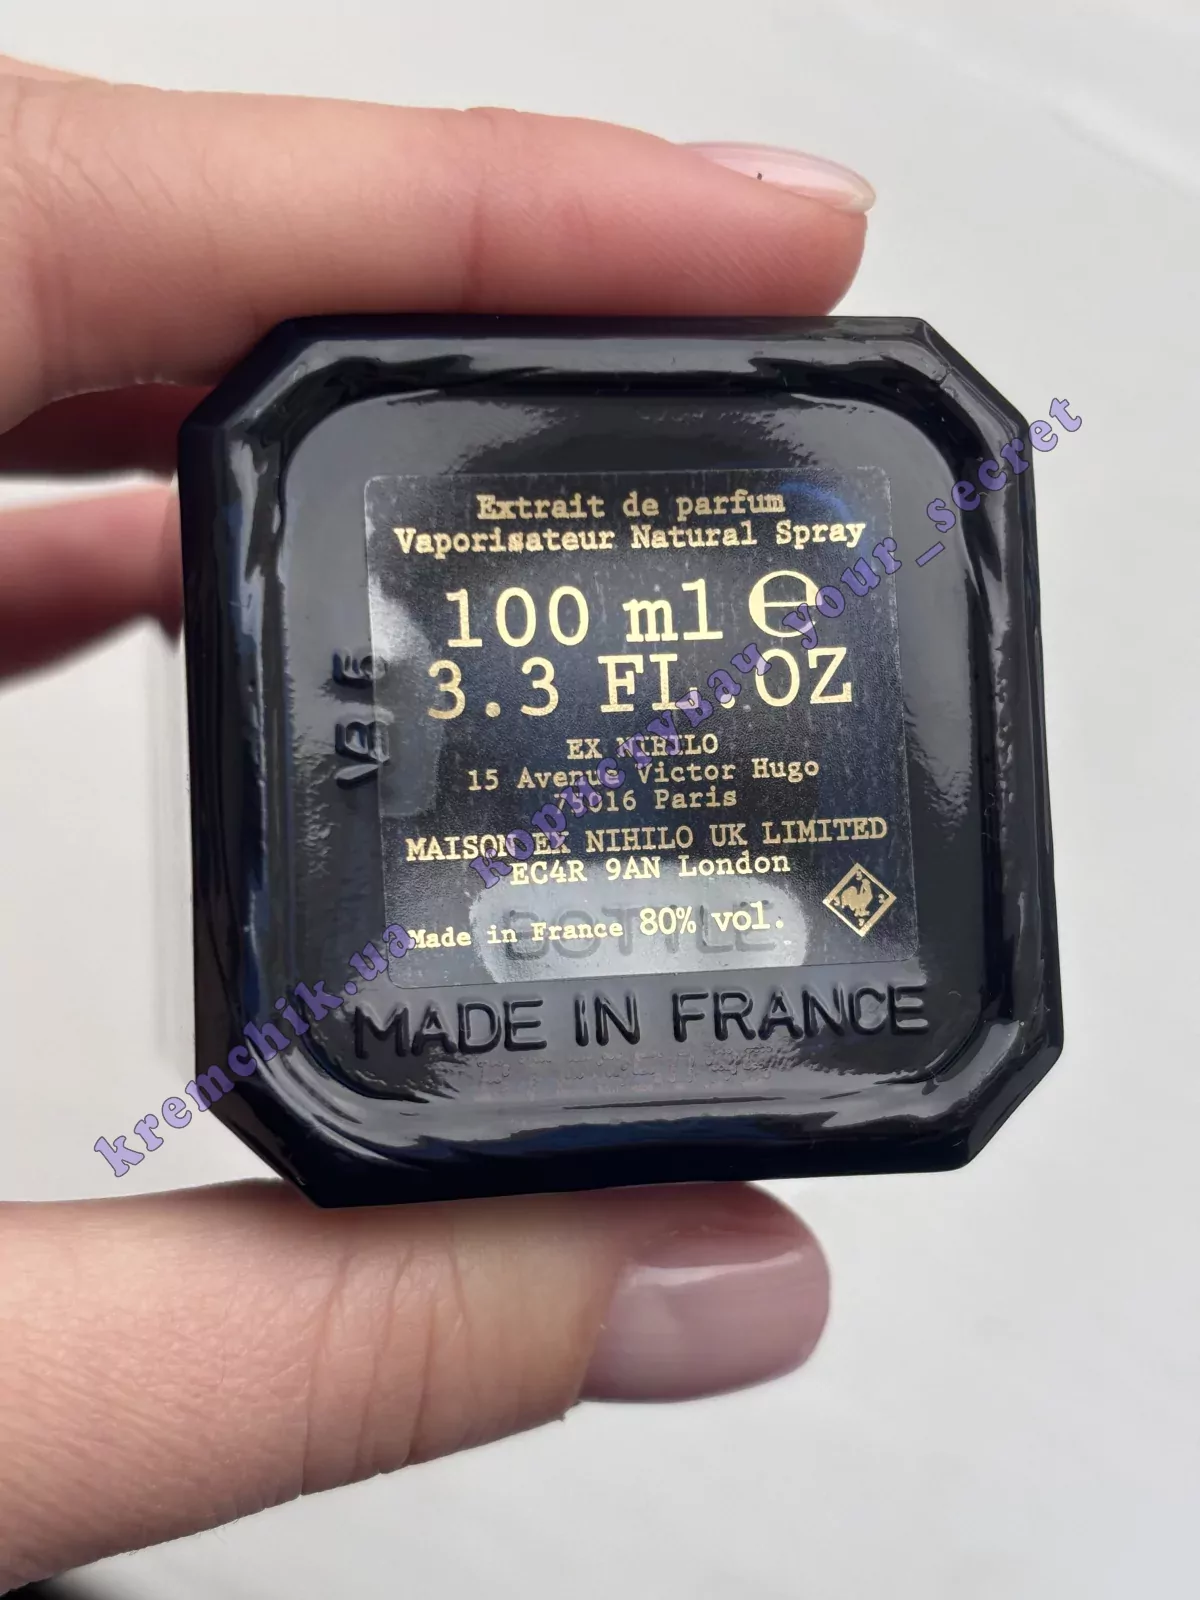 Extrait de parfum
Vaporisateur Natural Spray
100 ml ℮
3.3 FL. OZ
EX NIHILO
15 Avenue Victor Hugo
75016 Paris
MAISON EX NIHILO UK LIMITED
EC4R 9AN London
Made in France 80% vol.
BOTTLE
MADE IN FRANCE
kremchik.ua користувач your_secret